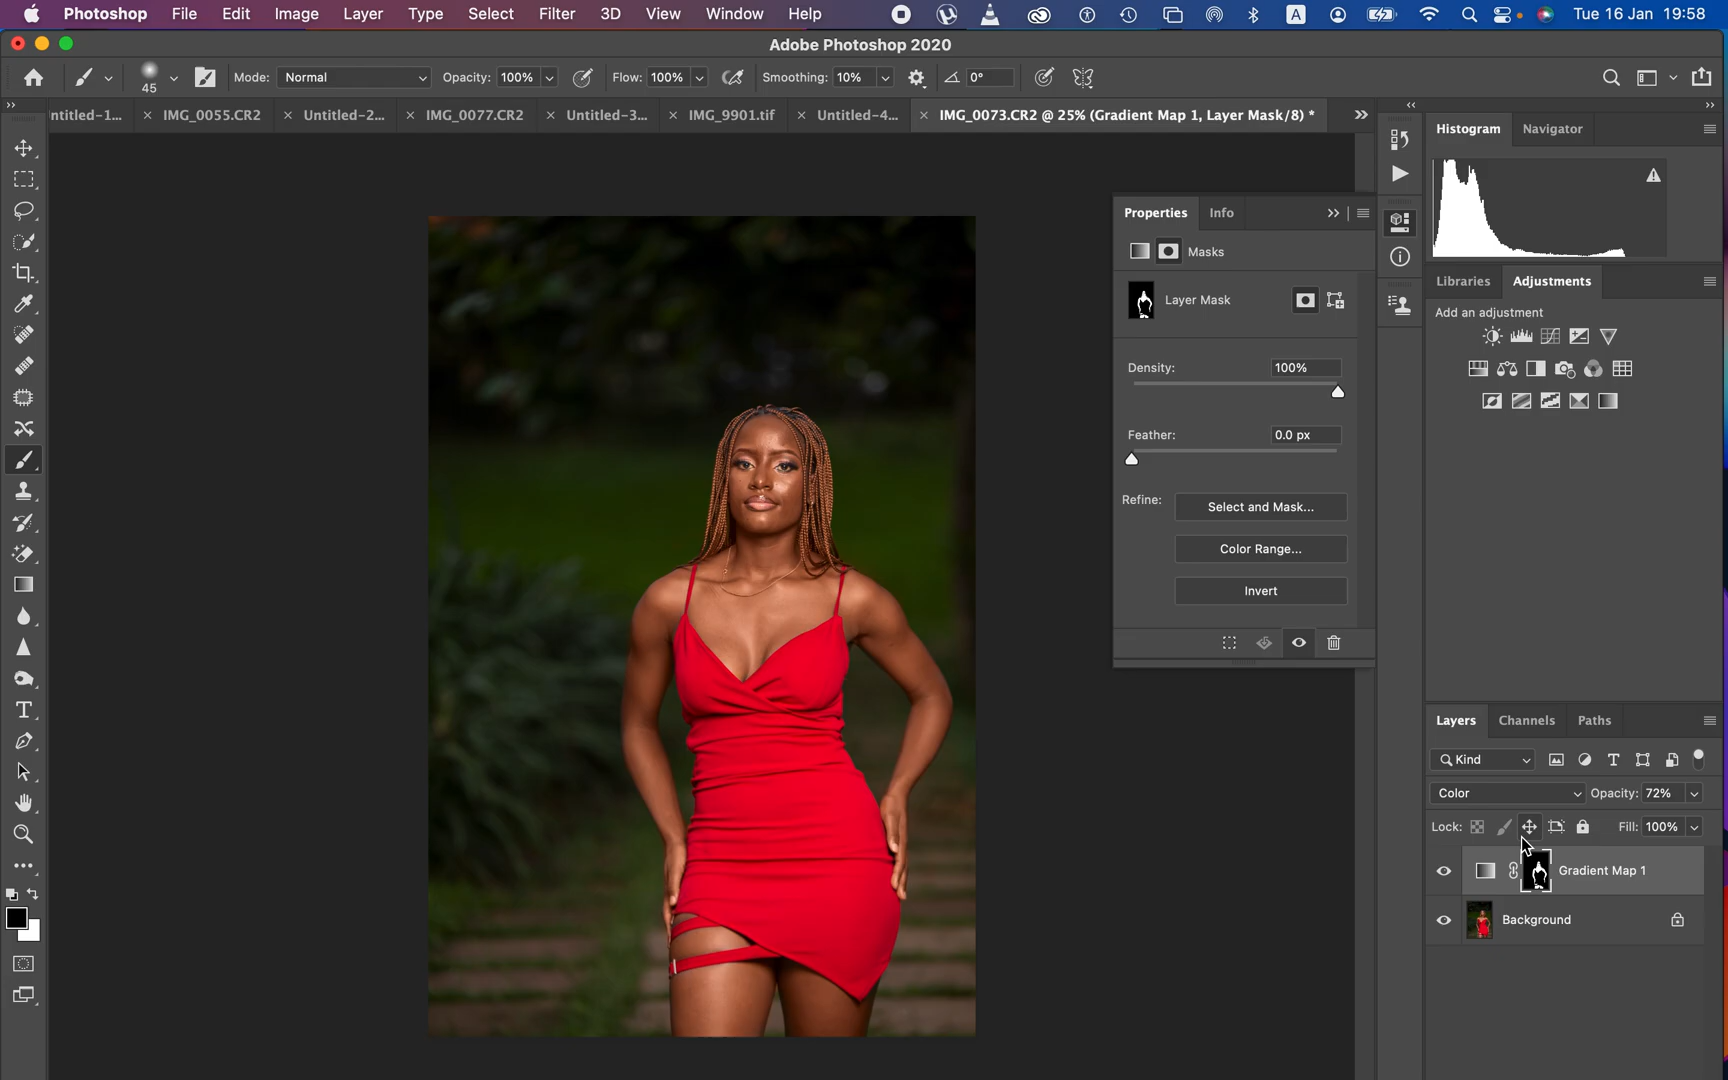 Photoshop File Edit Image Layer Type Select Filter 3D View Window Help A Tue 16 Jan 19:58
Adobe Photoshop 2020
45 Mode: Normal Opacity: 100% Flow: 100% Smoothing: 10% 0°
ntitled-1... × IMG_0055.CR2 × Untitled-2... × IMG_0077.CR2 × Untitled-3... × IMG_9901.tif × Untitled-4... × IMG_0073.CR2 @ 25% (Gradient Map 1, Layer Mask/8) *
Histogram Navigator
Properties Info
Masks
Layer Mask
Density: 100%
Feather: 0.0 px
Refine: Select and Mask...
Color Range...
Invert
Libraries Adjustments
Add an adjustment
Layers Channels Paths
Kind
Color Opacity: 72%
Lock: Fill: 100%
Gradient Map 1
Background